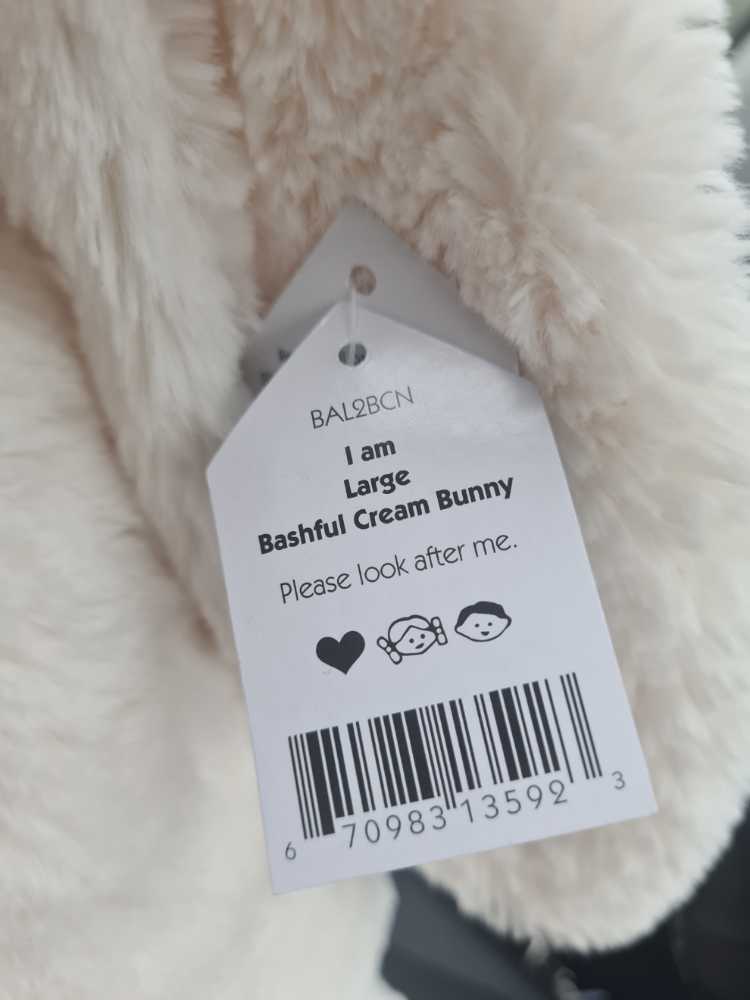 BAL2BCN
I am
Large
Bashful Cream Bunny
Please look after me.
6 70983 13592 3